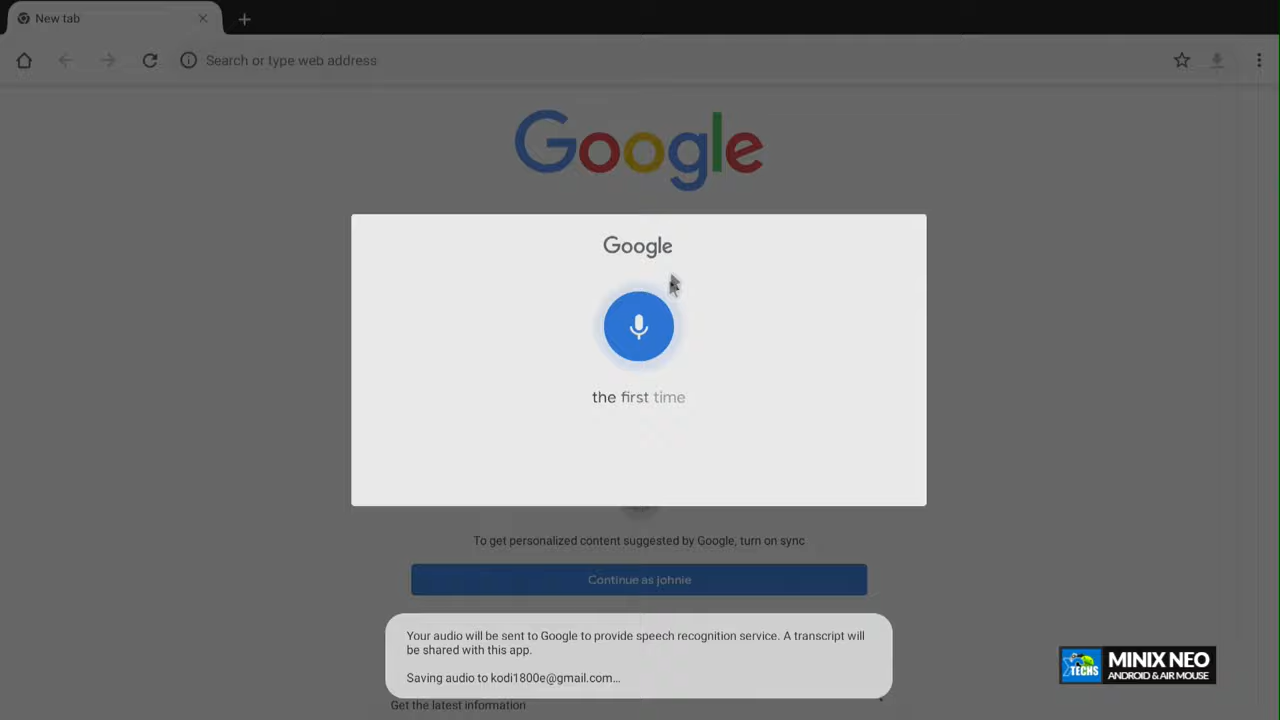 New tab
Search or type web address
Google
Google
the first time
To get personalized content suggested by Google, turn on sync
Continue as johnie
Your audio will be sent to Google to provide speech recognition service. A transcript will
be shared with this app.
Saving audio to kodi1800e@gmail.com...
Get the latest information
TECHS
MINIX NEO
ANDROID & AIR MOUSE